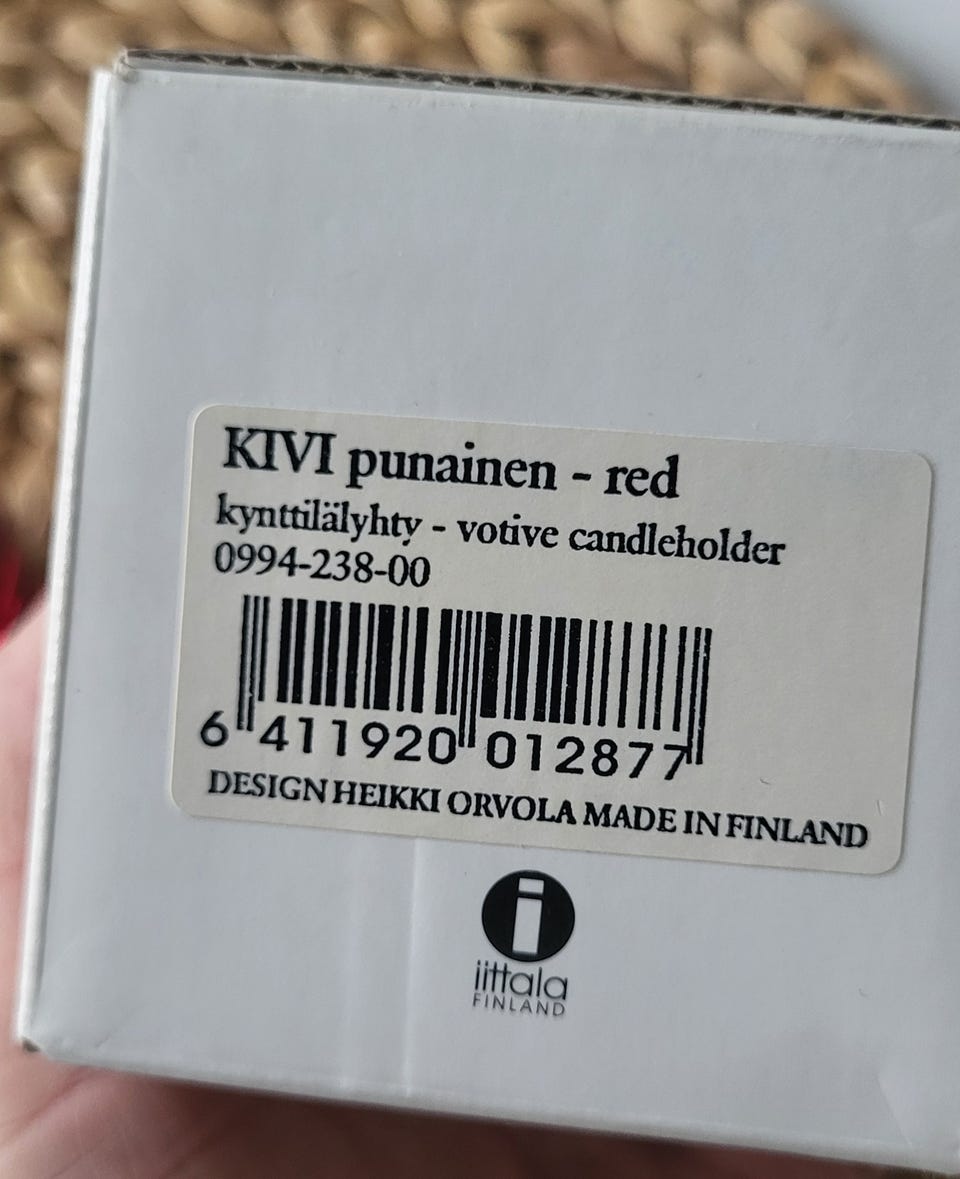 KIVI punainen - red
kynttilälyhty - votive candleholder
0994-238-00
6 411920 012877
DESIGN HEIKKI ORVOLA MADE IN FINLAND
i
iittala
FINLAND